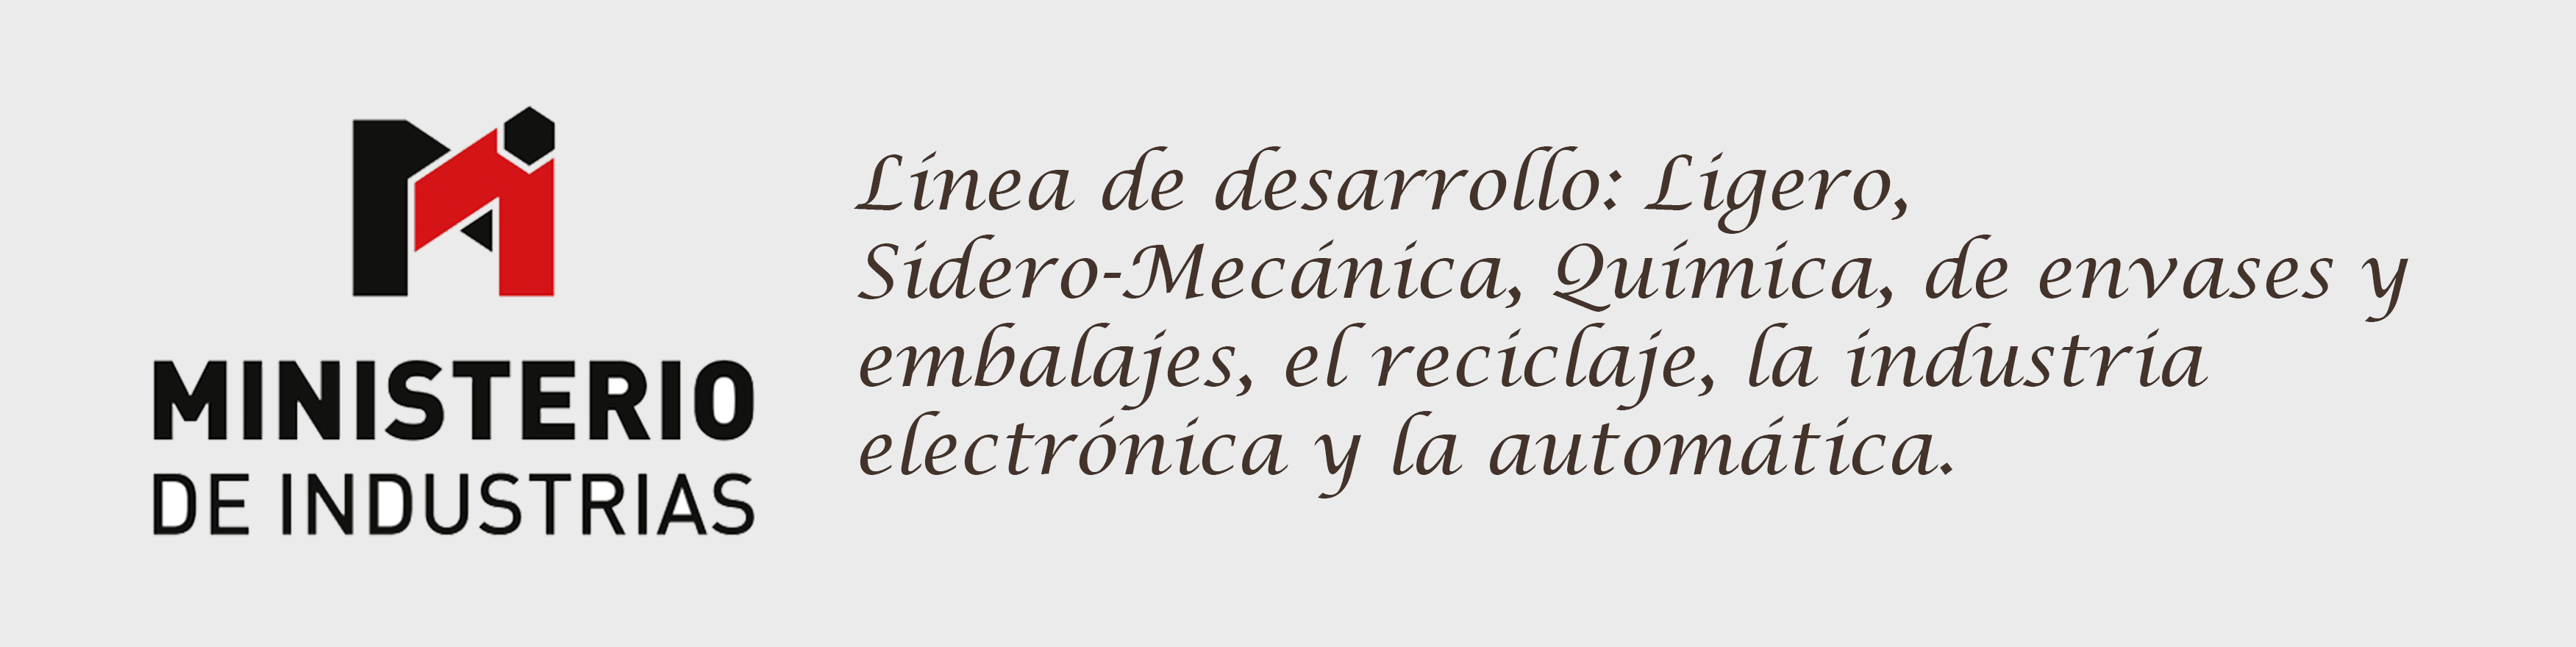 MINISTERIO
DE INDUSTRIAS
Línea de desarrollo: Ligero,
Sidero-Mecánica, Química, de envases y
embalajes, el reciclaje, la industria
electrónica y la automática.